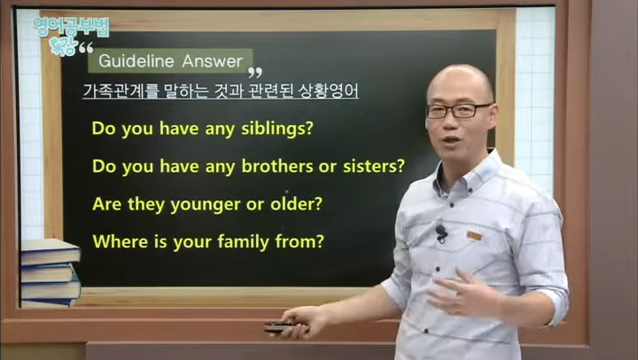 영어공부법
특강
“Guideline Answer”
가족관계를 말하는 것과 관련된 상황영어
Do you have any siblings?
Do you have any brothers or sisters?
Are they younger or older?
Where is your family from?